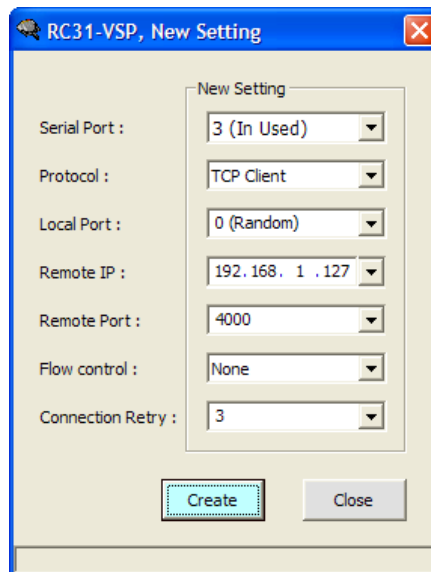 RC31-VSP, New Setting
New Setting
Serial Port : 3 (In Used)
Protocol : TCP Client
Local Port : 0 (Random)
Remote IP : 192.168. 1 .127
Remote Port : 4000
Flow control : None
Connection Retry : 3
Create Close